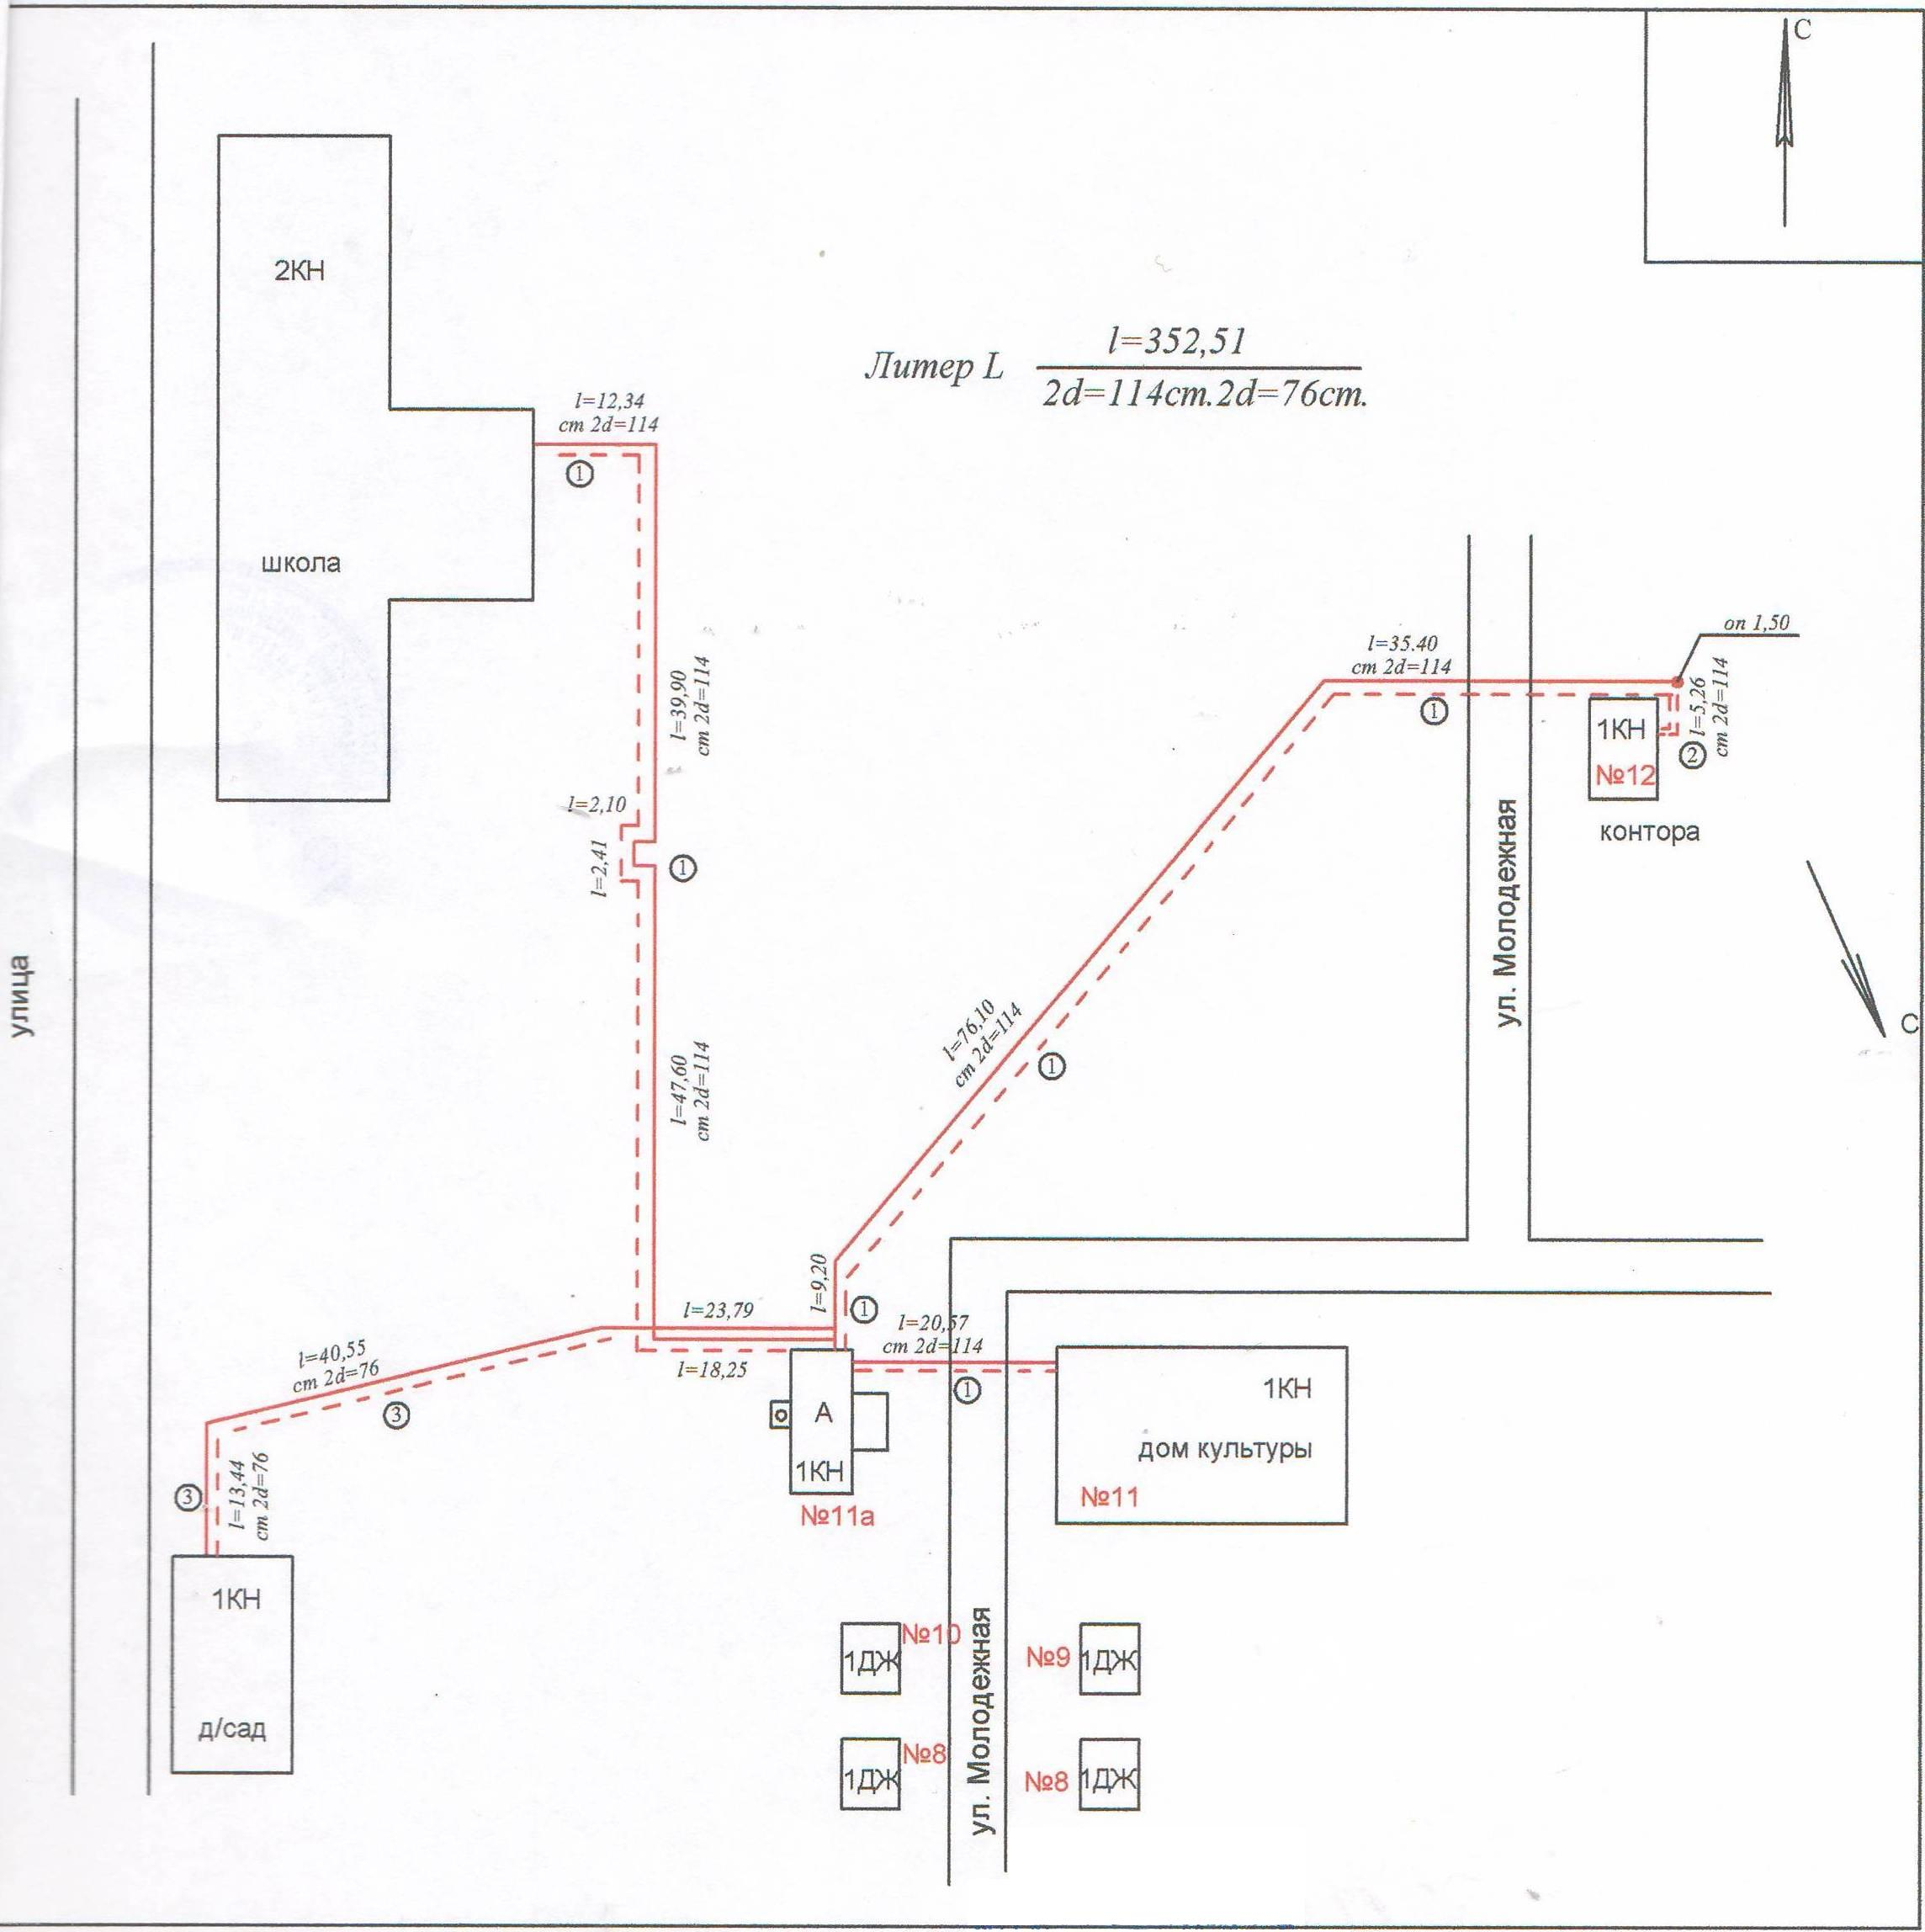 С
2КН
l=352,51
Литер L
2d=114ст.2d=76ст.
l=12,34
ст 2d=114
1
школа
on 1,50
l=35.40
ст 2d=114
1
l=5,26
ст 2d=114
2
1КН
№12
контора
l=39,90
ст 2d=114
l=2,10
l=2,41
1
ул. Молодежная
С
улица
l=76,10
ст 2d=114
1
l=47,60
ст 2d=114
l=9,20
1
l=23,79
l=20,57
ст 2d=114
1
l=18,25
l=40,55
ст 2d=76
3
1КН
дом культуры
№11
А
1КН
№11а
3
l=13,44
ст 2d=76
1КН
д/сад
№10
1ДЖ
№9
1ДЖ
ул. Молодежная
№8
1ДЖ
№8
1ДЖ